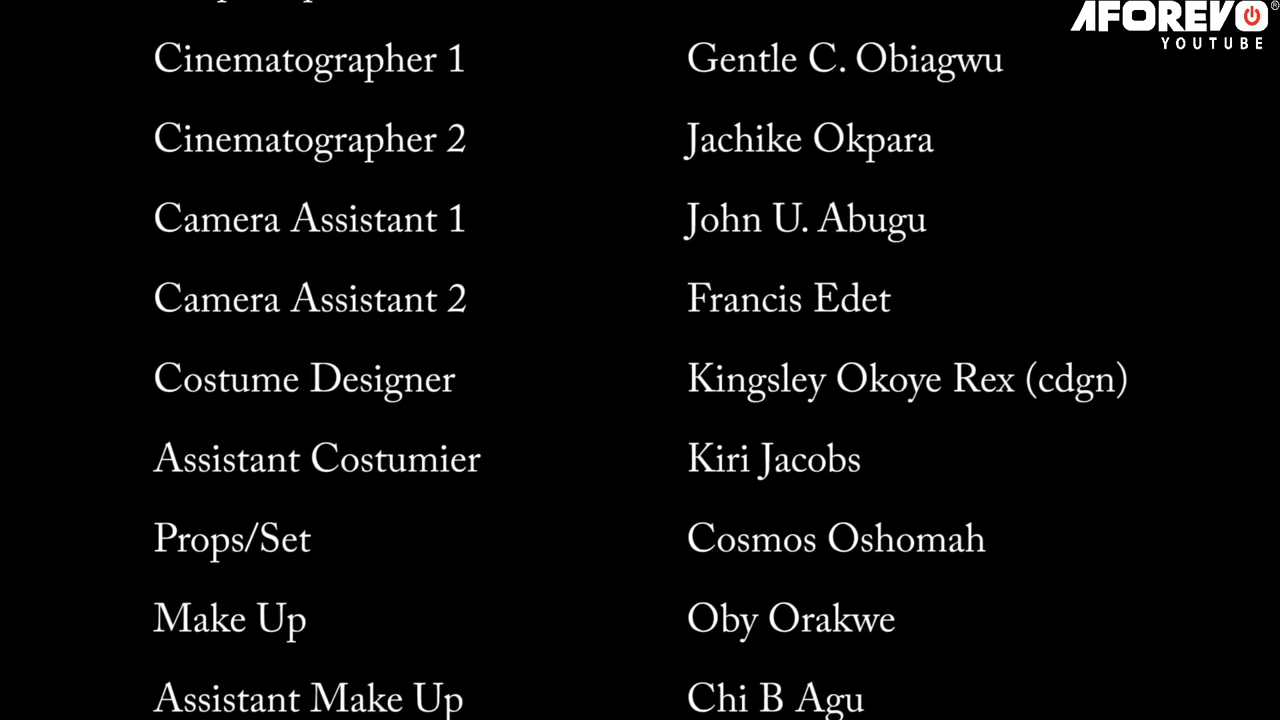 AFOREVO®
YOUTUBE
Cinematographer 1 Gentle C. Obiagwu
Cinematographer 2 Jachike Okpara
Camera Assistant 1 John U. Abugu
Camera Assistant 2 Francis Edet
Costume Designer Kingsley Okoye Rex (cdgn)
Assistant Costumier Kiri Jacobs
Props/Set Cosmos Oshomah
Make Up Oby Orakwe
Assistant Make Up Chi B Agu